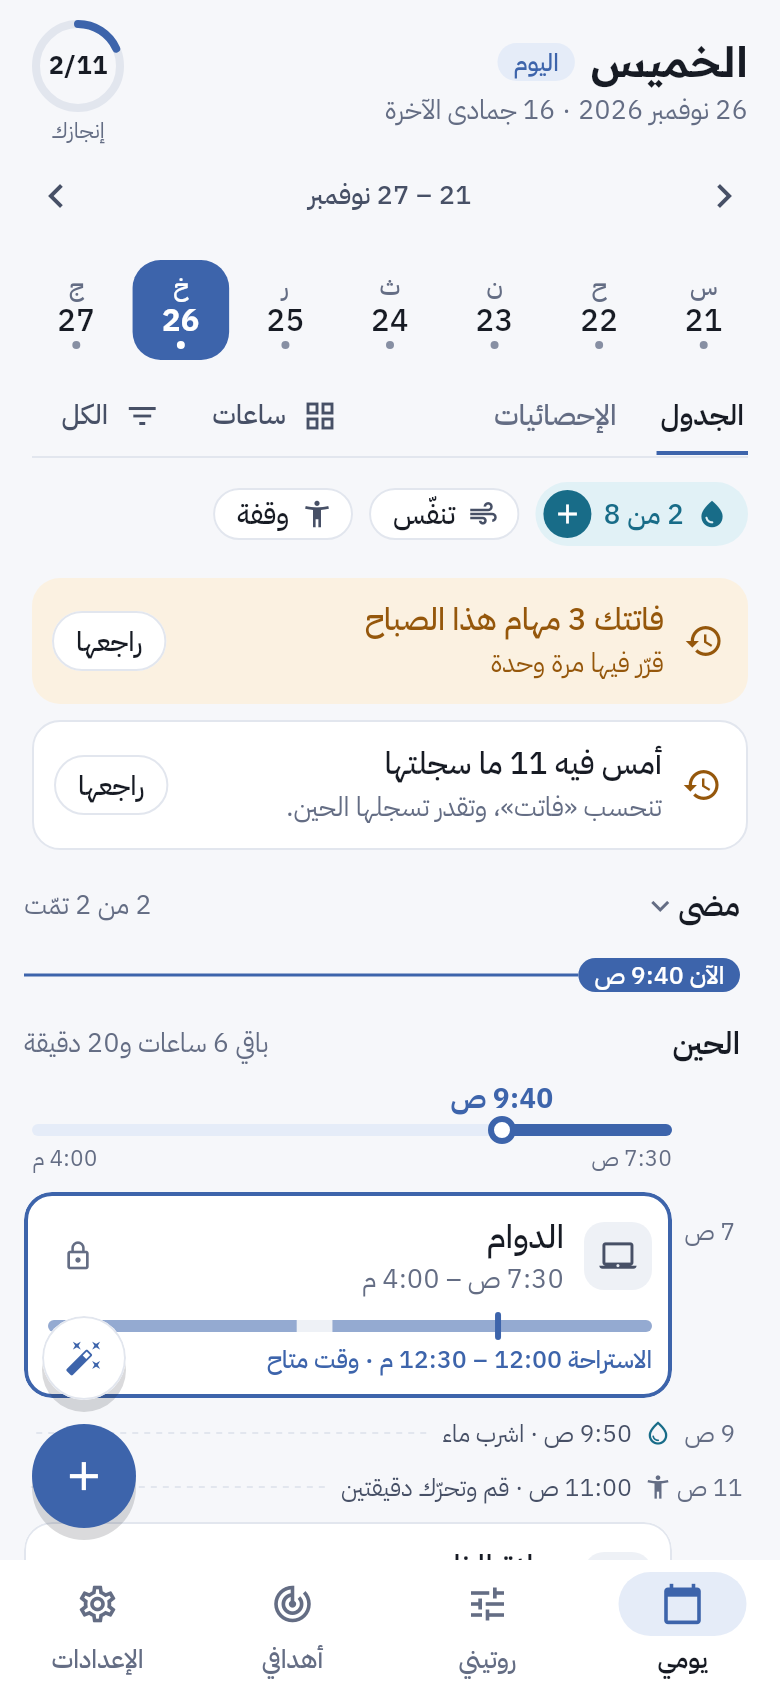 الخميس اليوم
26 نوفمبر 2026 · 16 جمادى الآخرة
2/11
إنجازك
21 – 27 نوفمبر
س ح ن ث ر خ ج
21 22 23 24 25 26 27
الجدول الإحصائيات ساعات الكل
2 من 8 تنفّس وقفة
فاتتك 3 مهام هذا الصباح
قرّر فيها مرة وحدة
راجعها
أمس فيه 11 ما سجلتها
تنحسب «فاتت»، وتقدر تسجلها الحين.
راجعها
مضى 2 من 2 تمّت
الآن 9:40 ص
الحين باقي 6 ساعات و20 دقيقة
9:40 ص
7:30 ص 4:00 م
7 ص
الدوام
7:30 ص – 4:00 م
الاستراحة 12:00 – 12:30 م · وقت متاح
9 ص 9:50 ص · اشرب ماء
11 ص 11:00 ص · قم وتحرّك دقيقتين
يومي روتيني أهدافي الإعدادات